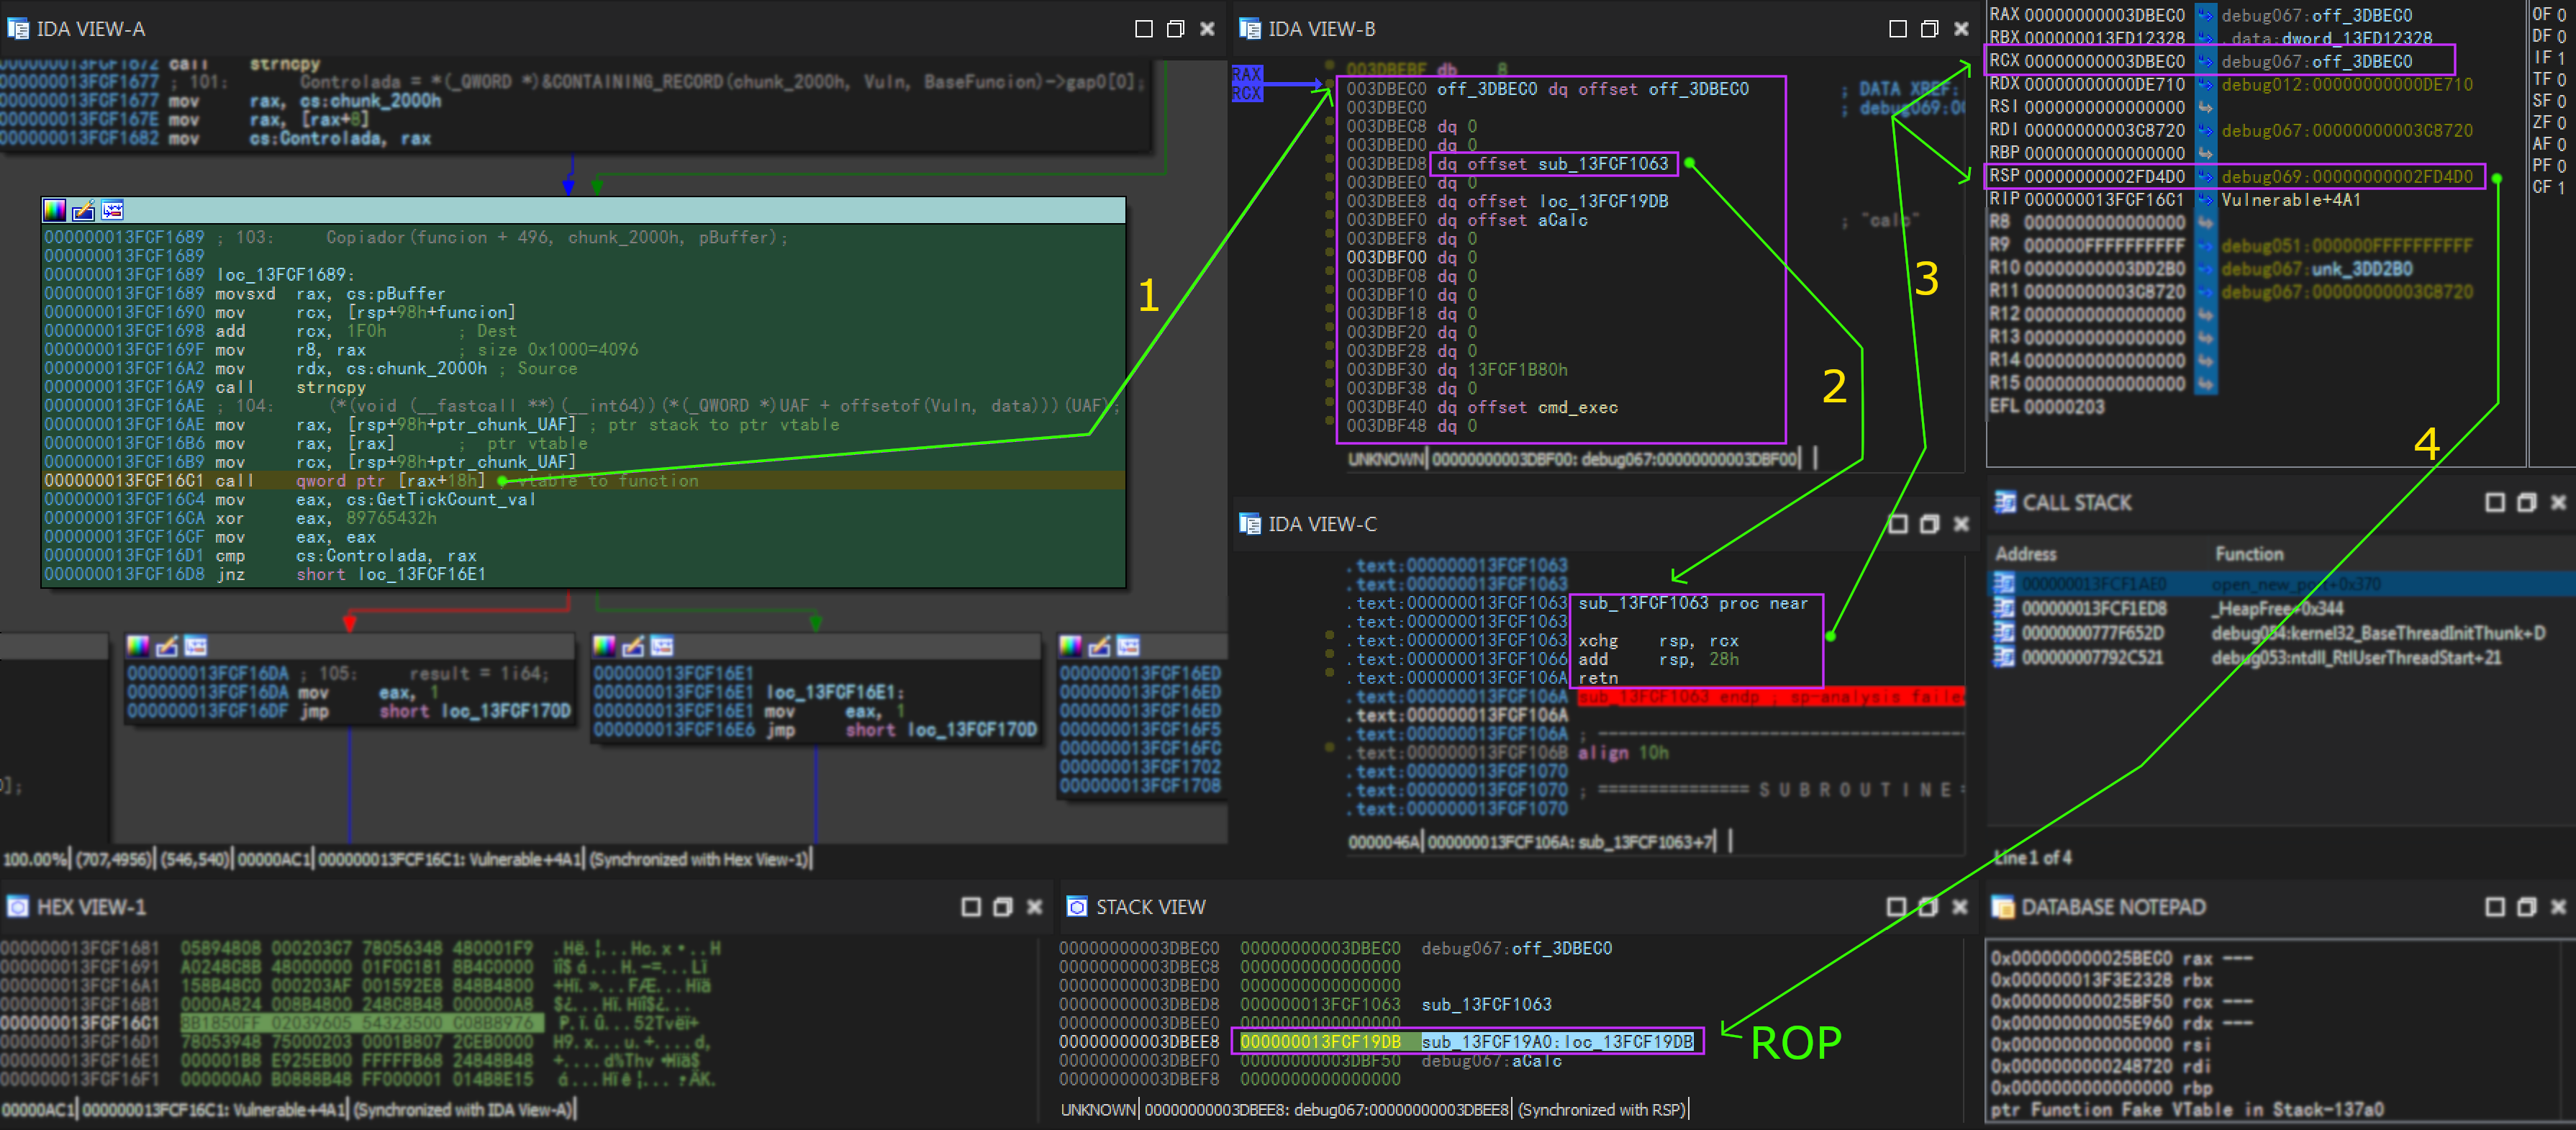 IDA VIEW-A
000000013FCF1672 call strncpy
000000013FCF1677 ; 101: Controlada = *(_QWORD *)&CONTAINING_RECORD(chunk_2000h, Vuln, BaseFuncion)->gap0[0];
000000013FCF1677 mov rax, cs:chunk_2000h
000000013FCF167E mov rax, [rax+8]
000000013FCF1682 mov cs:Controlada, rax
000000013FCF1689 ; 103: Copiador(funcion + 496, chunk_2000h, pBuffer);
000000013FCF1689
000000013FCF1689 loc_13FCF1689:
000000013FCF1689 movsxd rax, cs:pBuffer
000000013FCF1690 mov rcx, [rsp+98h+funcion]
000000013FCF1698 add rcx, 1F0h ; Dest
000000013FCF169F mov r8, rax ; size 0x1000=4096
000000013FCF16A2 mov rdx, cs:chunk_2000h ; Source
000000013FCF16A9 call strncpy
000000013FCF16AE ; 104: (*(void (__fastcall **)(__int64))(*(_QWORD *)UAF + offsetof(Vuln, data)))(UAF);
000000013FCF16AE mov rax, [rsp+98h+ptr_chunk_UAF] ; ptr stack to ptr vtable
000000013FCF16B6 mov rax, [rax] ; ptr vtable
000000013FCF16B9 mov rcx, [rsp+98h+ptr_chunk_UAF]
000000013FCF16C1 call qword ptr [rax+18h] ; vtable to function
000000013FCF16C4 mov eax, cs:GetTickCount_val
000000013FCF16CA xor eax, 89765432h
000000013FCF16CF mov eax, eax
000000013FCF16D1 cmp cs:Controlada, rax
000000013FCF16D8 jnz short loc_13FCF16E1
000000013FCF16DA ; 105: result = 1i64;
000000013FCF16DA mov eax, 1
000000013FCF16DF jmp short loc_13FCF170D
000000013FCF16E1
000000013FCF16E1 loc_13FCF16E1:
000000013FCF16E1 mov eax, 1
000000013FCF16E6 jmp short loc_13FCF170D
000000013FCF16ED
000000013FCF16ED
000000013FCF16ED
000000013FCF16F5
000000013FCF16FC
000000013FCF1702
000000013FCF1708
];
100.00% (707,4956) (546,540) 00000AC1 000000013FCF16C1: Vulnerable+4A1 (Synchronized with Hex View-1)
1
IDA VIEW-B
RAX
RCX
003DBEBF db 8
003DBEC0 off_3DBEC0 dq offset off_3DBEC0 ; DATA XREF:
003DBEC0 ; debug069:00
003DBEC8 dq 0
003DBED0 dq 0
003DBED8 dq offset sub_13FCF1063
003DBEE0 dq 0
003DBEE8 dq offset loc_13FCF19DB
003DBEF0 dq offset aCalc ; "calc"
003DBEF8 dq 0
003DBF00 dq 0
003DBF08 dq 0
003DBF10 dq 0
003DBF18 dq 0
003DBF20 dq 0
003DBF28 dq 0
003DBF30 dq 13FCF1B80h
003DBF38 dq 0
003DBF40 dq offset cmd_exec
003DBF48 dq 0
UNKNOWN 00000000003DBF00: debug067:00000000003DBF00
2
3
IDA VIEW-C
.text:000000013FCF1063
.text:000000013FCF1063
.text:000000013FCF1063 sub_13FCF1063 proc near
.text:000000013FCF1063
.text:000000013FCF1063 xchg rsp, rcx
.text:000000013FCF1066 add rsp, 28h
.text:000000013FCF106A retn
.text:000000013FCF106A sub_13FCF1063 endp ; sp-analysis failed
.text:000000013FCF106A
.text:000000013FCF106A ; ---------------------------------------
.text:000000013FCF106B align 10h
.text:000000013FCF1070
.text:000000013FCF1070 ; =============== S U B R O U T I N E =
.text:000000013FCF1070
0000046A 000000013FCF106A: sub_13FCF1063+7
RAX 00000000003DBEC0 debug067:off_3DBEC0
RBX 000000013FD12328 .data:dword_13FD12328
RCX 00000000003DBEC0 debug067:off_3DBEC0
RDX 00000000000DE710 debug012:00000000000DE710
RSI 0000000000000000
RDI 00000000003C8720 debug067:00000000003C8720
RBP 0000000000000000
RSP 00000000002FD4D0 debug069:00000000002FD4D0
RIP 000000013FCF16C1 Vulnerable+4A1
R8 0000000000000000
R9 000000FFFFFFFFFF debug051:000000FFFFFFFFFF
R10 00000000003DD2B0 debug067:unk_3DD2B0
R11 00000000003C8720 debug067:00000000003C8720
R12 0000000000000000
R13 0000000000000000
R14 0000000000000000
R15 0000000000000000
EFL 00000203
OF 0
DF 0
IF 1
TF 0
SF 0
ZF 0
AF 0
PF 0
CF 1
4
CALL STACK
Address Function
000000013FCF1AE0 open_new_port+0x370
000000013FCF1ED8 _HeapFree+0x344
00000000777F652D debug054:kernel32_BaseThreadInitThunk+D
000000007792C521 debug053:ntdll_RtlUserThreadStart+21
Line 1 of 4
HEX VIEW-1
000000013FCF1681 05894808 000203C7 78056348 480001F9
000000013FCF1691 A0248C8B 48000000 01F0C181 8B4C0000
000000013FCF16A1 158B48C0 000203AF 001592E8 848B4800
000000013FCF16B1 0000A824 008B4800 248C8B48 000000A8
000000013FCF16C1 8B1850FF 02039605 54323500 C08B8976
000000013FCF16D1 78053948 75000203 0001B807 2CEB0000
000000013FCF16E1 000001B8 E925EB00 FFFFFB68 24848B48
000000013FCF16F1 000000A0 B0888B48 FF000001 014B8E15
00000AC1 000000013FCF16C1: Vulnerable+4A1 (Synchronized with IDA View-A)
STACK VIEW
00000000003DBEC0 00000000003DBEC0 debug067:off_3DBEC0
00000000003DBEC8 0000000000000000
00000000003DBED0 0000000000000000
00000000003DBED8 000000013FCF1063 sub_13FCF1063
00000000003DBEE0 0000000000000000
00000000003DBEE8 000000013FCF19DB sub_13FCF19A0:loc_13FCF19DB
00000000003DBEF0 00000000003DBF50 debug067:aCalc
00000000003DBEF8 0000000000000000
UNKNOWN 00000000003DBEE8: debug067:00000000003DBEE8 (Synchronized with RSP)
ROP
DATABASE NOTEPAD
0x000000000025BEC0 rax ---
0x000000013F3E2328 rbx
0x000000000025BF50 rcx ---
0x000000000005E960 rdx ---
0x0000000000000000 rsi
0x0000000000248720 rdi
0x0000000000000000 rbp
ptr Function Fake VTable in Stack-137a0